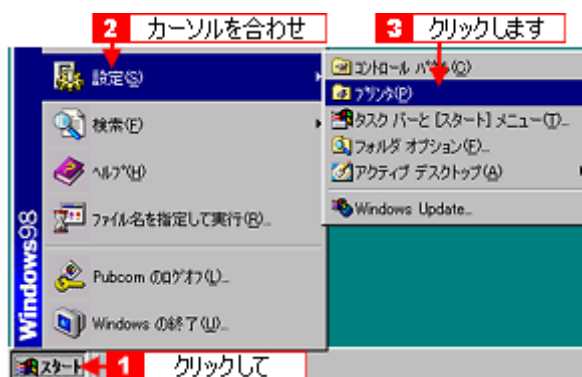 2 カーソルを合わせ
3 クリックします
設定(S)
検索(F)
ヘルプ(H)
ファイル名を指定して実行(R)...
Pubcom のログオフ(L)...
Windows の終了(U)...
コントロール パネル(C)
プリンタ(P)
タスク バーと [スタート] メニュー(T)...
フォルダ オプション(F)...
アクティブ デスクトップ(A)
Windows Update...
Windows98
スタート
1 クリックして